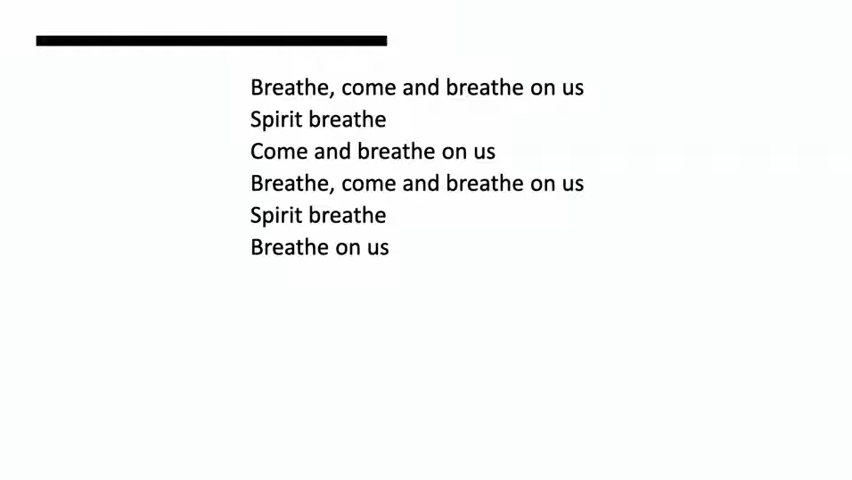 Breathe, come and breathe on us
Spirit breathe
Come and breathe on us
Breathe, come and breathe on us
Spirit breathe
Breathe on us